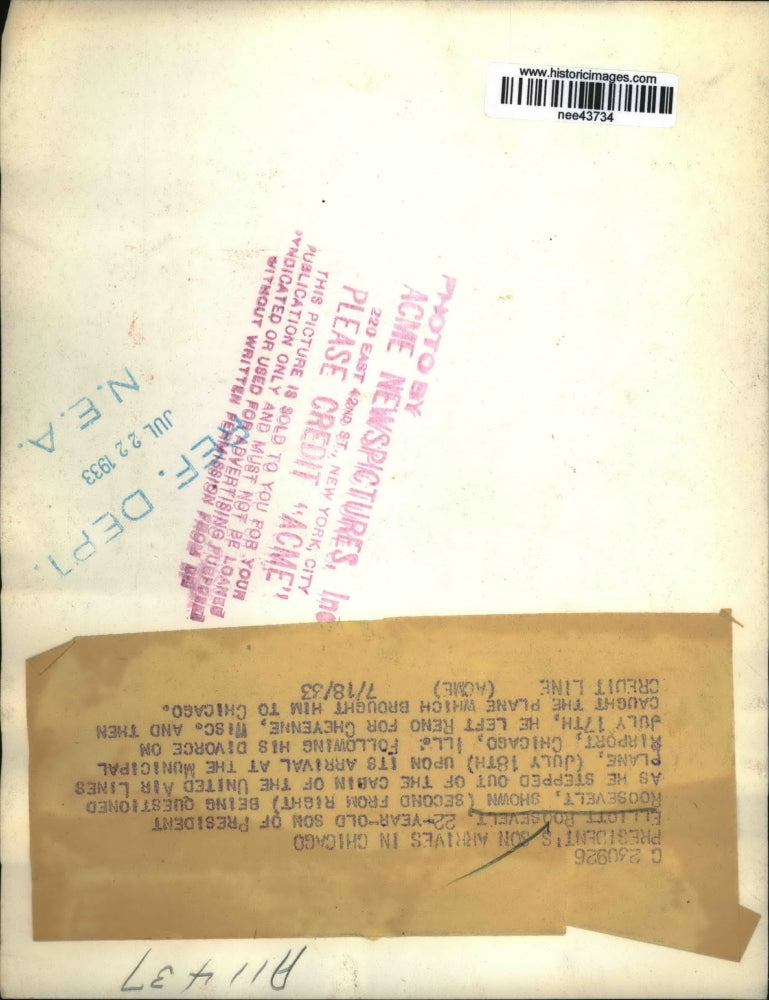 www.historicimages.com
nee43734
PHOTO BY
ACME NEWSPICTURES, Inc
220 EAST 42ND ST., NEW YORK, CITY
PLEASE CREDIT "ACME"
THIS PICTURE IS SOLD TO YOU FOR YOUR
PUBLICATION ONLY AND MUST NOT BE LOANED
SYNDICATED OR USED FOR ADVERTISING PURPOSES
WITHOUT WRITTEN PERMISSION FROM US
REF. DEPT.
JUL 22 1933
N.E.A.
C 230926
PRESIDENT'S SON ARRIVES IN CHICAGO
ELLIOTT ROOSEVELT, 22-YEAR-OLD SON OF PRESIDENT
ROOSEVELT, SHOWN (SECOND FROM RIGHT) BEING QUESTIONED
AS HE STEPPED OUT OF THE CABIN OF THE UNITED AIR LINES
PLANE, (JULY 18TH) UPON ITS ARRIVAL AT THE MUNICIPAL
AIRPORT, CHICAGO, ILL. FOLLOWING HIS DIVORCE ON
JULY 17TH, HE LEFT RENO FOR CHEYENNE, WISC. AND THEN
CAUGHT THE PLANE WHICH BROUGHT HIM TO CHICAGO.
CREDIT LINE (ACME) 7/18/33
A11437